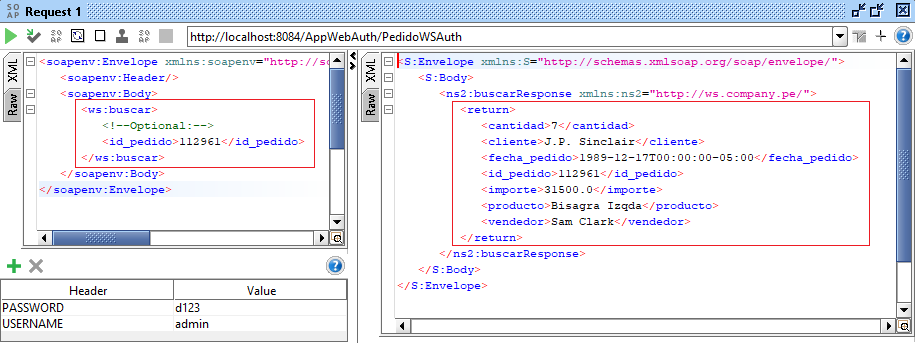 SO AP Request 1
http://localhost:8084/AppWebAuth/PedidoWSAuth
XML
Raw
<soapenv:Envelope xmlns:soapenv="http://so
<soapenv:Header/>
<soapenv:Body>
<ws:buscar>
<!--Optional:-->
<id_pedido>112961</id_pedido>
</ws:buscar>
</soapenv:Body>
</soapenv:Envelope>
Header Value
PASSWORD d123
USERNAME admin
XML
Raw
<S:Envelope xmlns:S="http://schemas.xmlsoap.org/soap/envelope/">
<S:Body>
<ns2:buscarResponse xmlns:ns2="http://ws.company.pe/">
<return>
<cantidad>7</cantidad>
<cliente>J.P. Sinclair</cliente>
<fecha_pedido>1989-12-17T00:00:00-05:00</fecha_pedido>
<id_pedido>112961</id_pedido>
<importe>31500.0</importe>
<producto>Bisagra Izqda</producto>
<vendedor>Sam Clark</vendedor>
</return>
</ns2:buscarResponse>
</S:Body>
</S:Envelope>